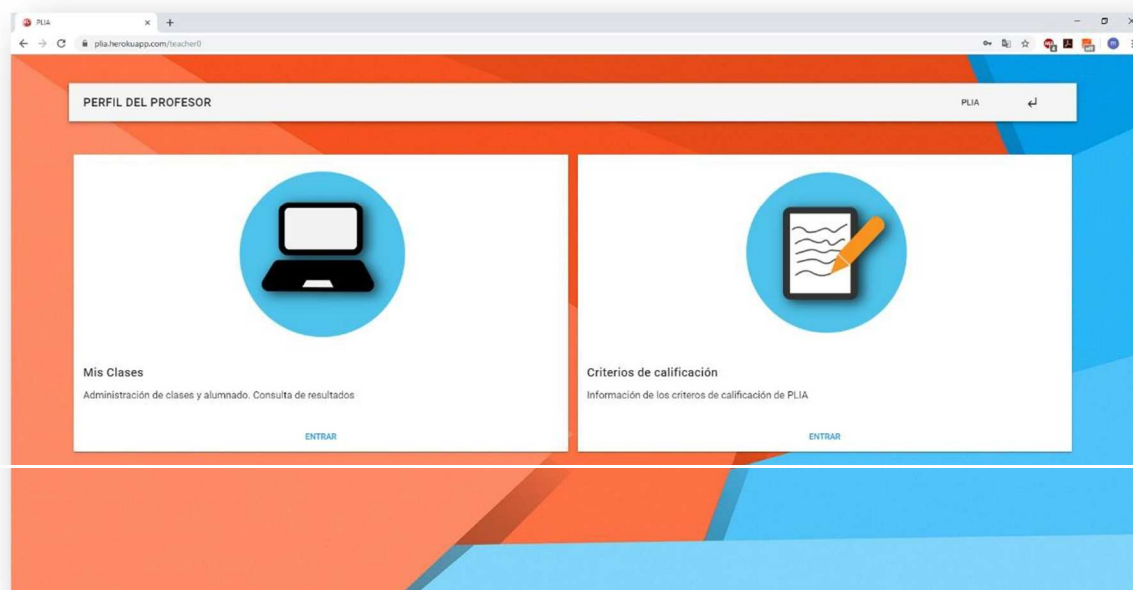 PLIA
plia.herokuapp.com/teacher0
PERFIL DEL PROFESOR
PLIA
Mis Clases
Administración de clases y alumnado. Consulta de resultados
ENTRAR
Criterios de calificación
Información de los criteros de calificación de PLIA
ENTRAR